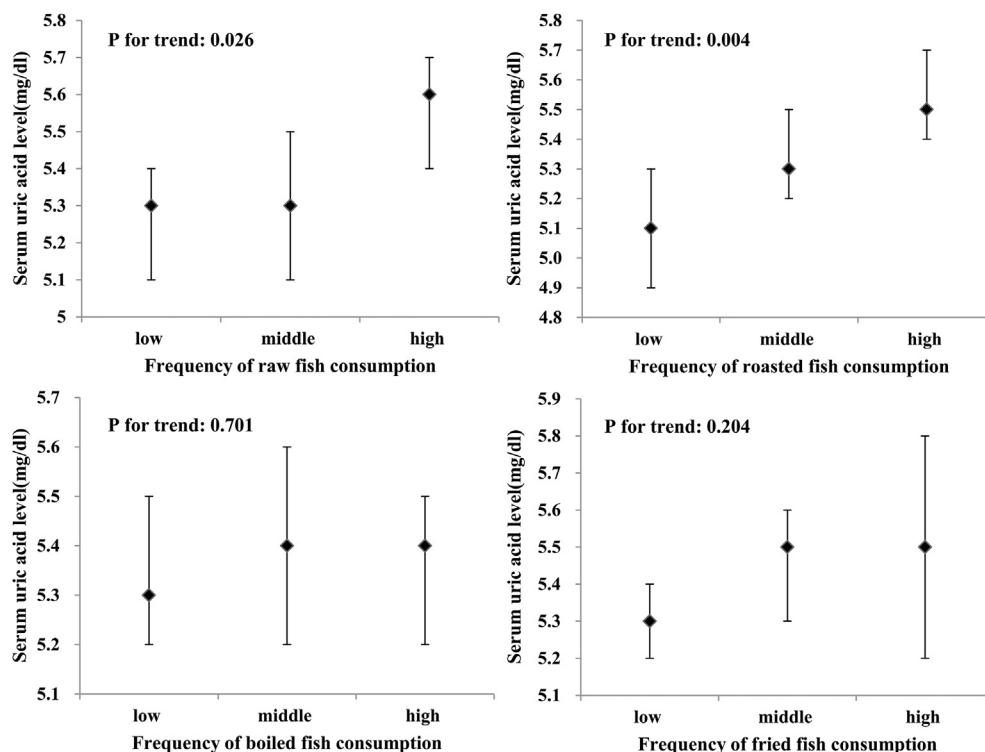 P for trend: 0.026
Serum uric acid level(mg/dl)
5.8
5.7
5.6
5.5
5.4
5.3
5.2
5.1
5
low middle high
Frequency of raw fish consumption
P for trend: 0.004
Serum uric acid level(mg/dl)
5.8
5.7
5.6
5.5
5.4
5.3
5.2
5.1
5.0
4.9
4.8
low middle high
Frequency of roasted fish consumption
P for trend: 0.701
Serum uric acid level(mg/dl)
5.7
5.6
5.5
5.4
5.3
5.2
5.1
low middle high
Frequency of boiled fish consumption
P for trend: 0.204
Serum uric acid level(mg/dl)
5.9
5.8
5.7
5.6
5.5
5.4
5.3
5.2
5.1
low middle high
Frequency of fried fish consumption